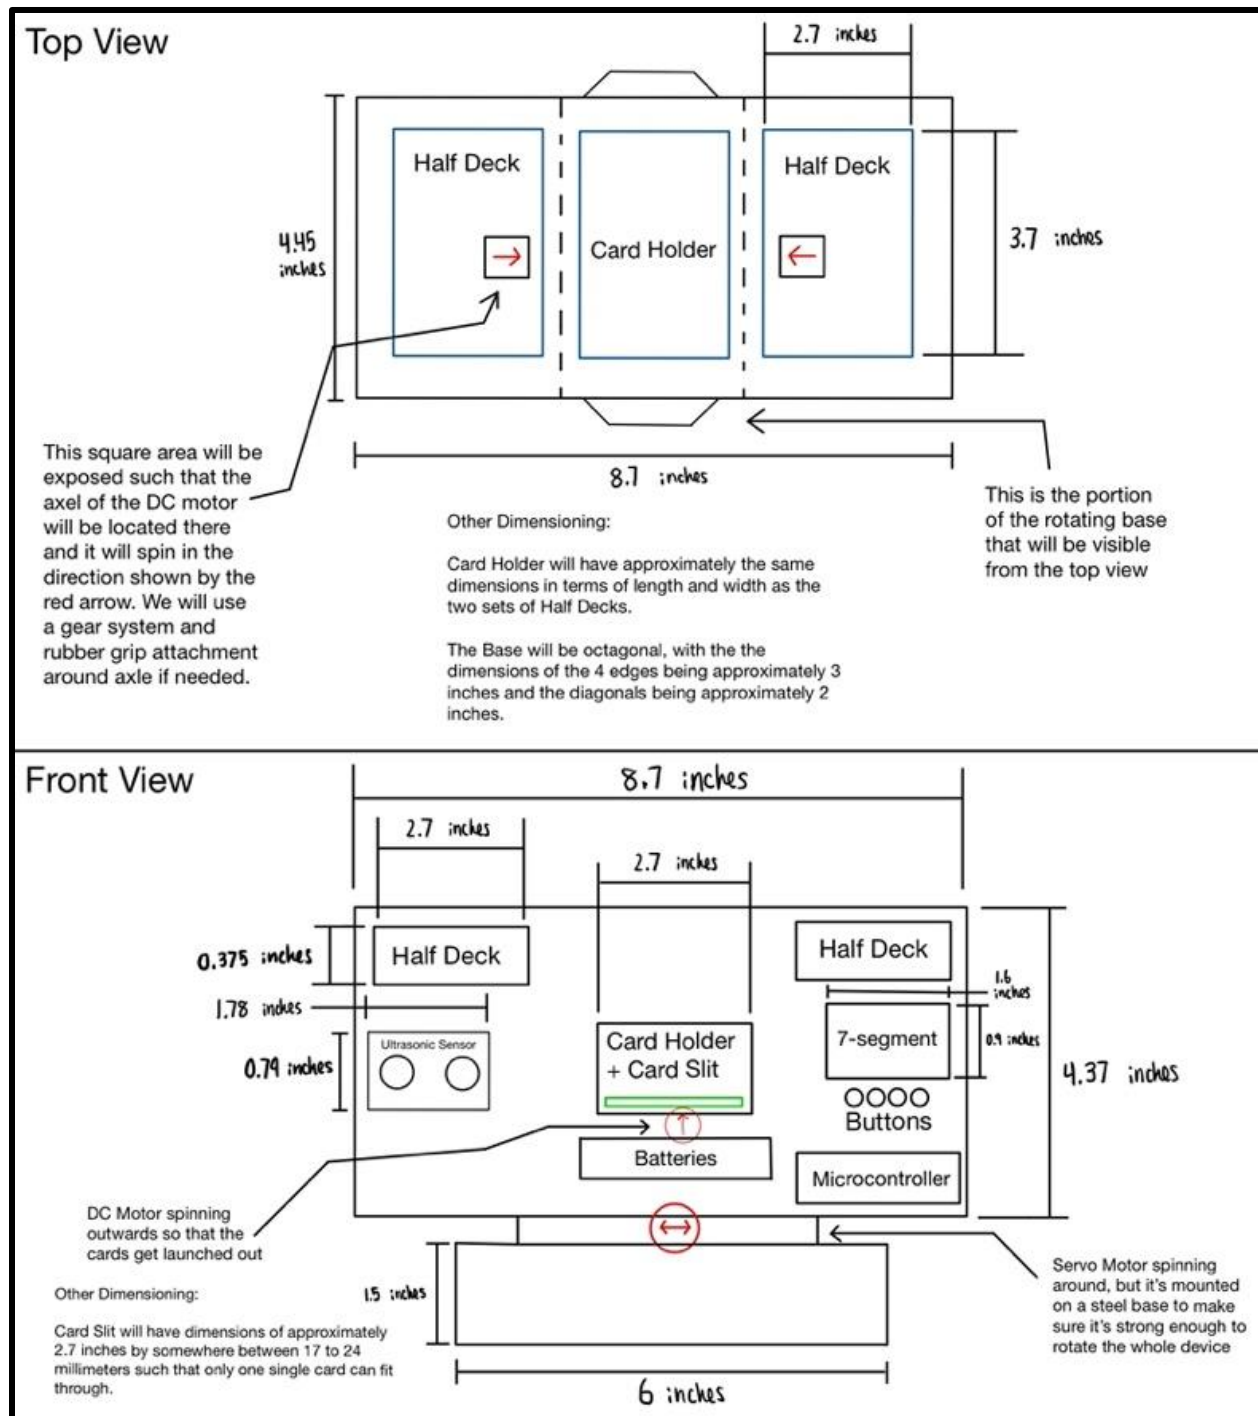 Top View
2.7 inches
Half Deck
Half Deck
Card Holder
4.45
inches
3.7 inches
8.7 inches
This square area will be
exposed such that the
axel of the DC motor
will be located there
and it will spin in the
direction shown by the
red arrow. We will use
a gear system and
rubber grip attachment
around axle if needed.
This is the portion
of the rotating base
that will be visible
from the top view
Other Dimensioning:
Card Holder will have approximately the same
dimensions in terms of length and width as the
two sets of Half Decks.
The Base will be octagonal, with the the
dimensions of the 4 edges being approximately 3
inches and the diagonals being approximately 2
inches.
Front View
8.7 inches
2.7 inches
2.7 inches
Half Deck
Half Deck
0.375 inches
1.78 inches
1.6
inches
Ultrasonic Sensor
0.79 inches
Card Holder
+ Card Slit
7-segment
0.9 inches
4.37 inches
Buttons
Batteries
Microcontroller
DC Motor spinning
outwards so that the
cards get launched out
Servo Motor spinning
around, but it's mounted
on a steel base to make
sure it's strong enough to
rotate the whole device
1.5 inches
Other Dimensioning:
Card Slit will have dimensions of approximately
2.7 inches by somewhere between 17 to 24
millimeters such that only one single card can fit
through.
6 inches